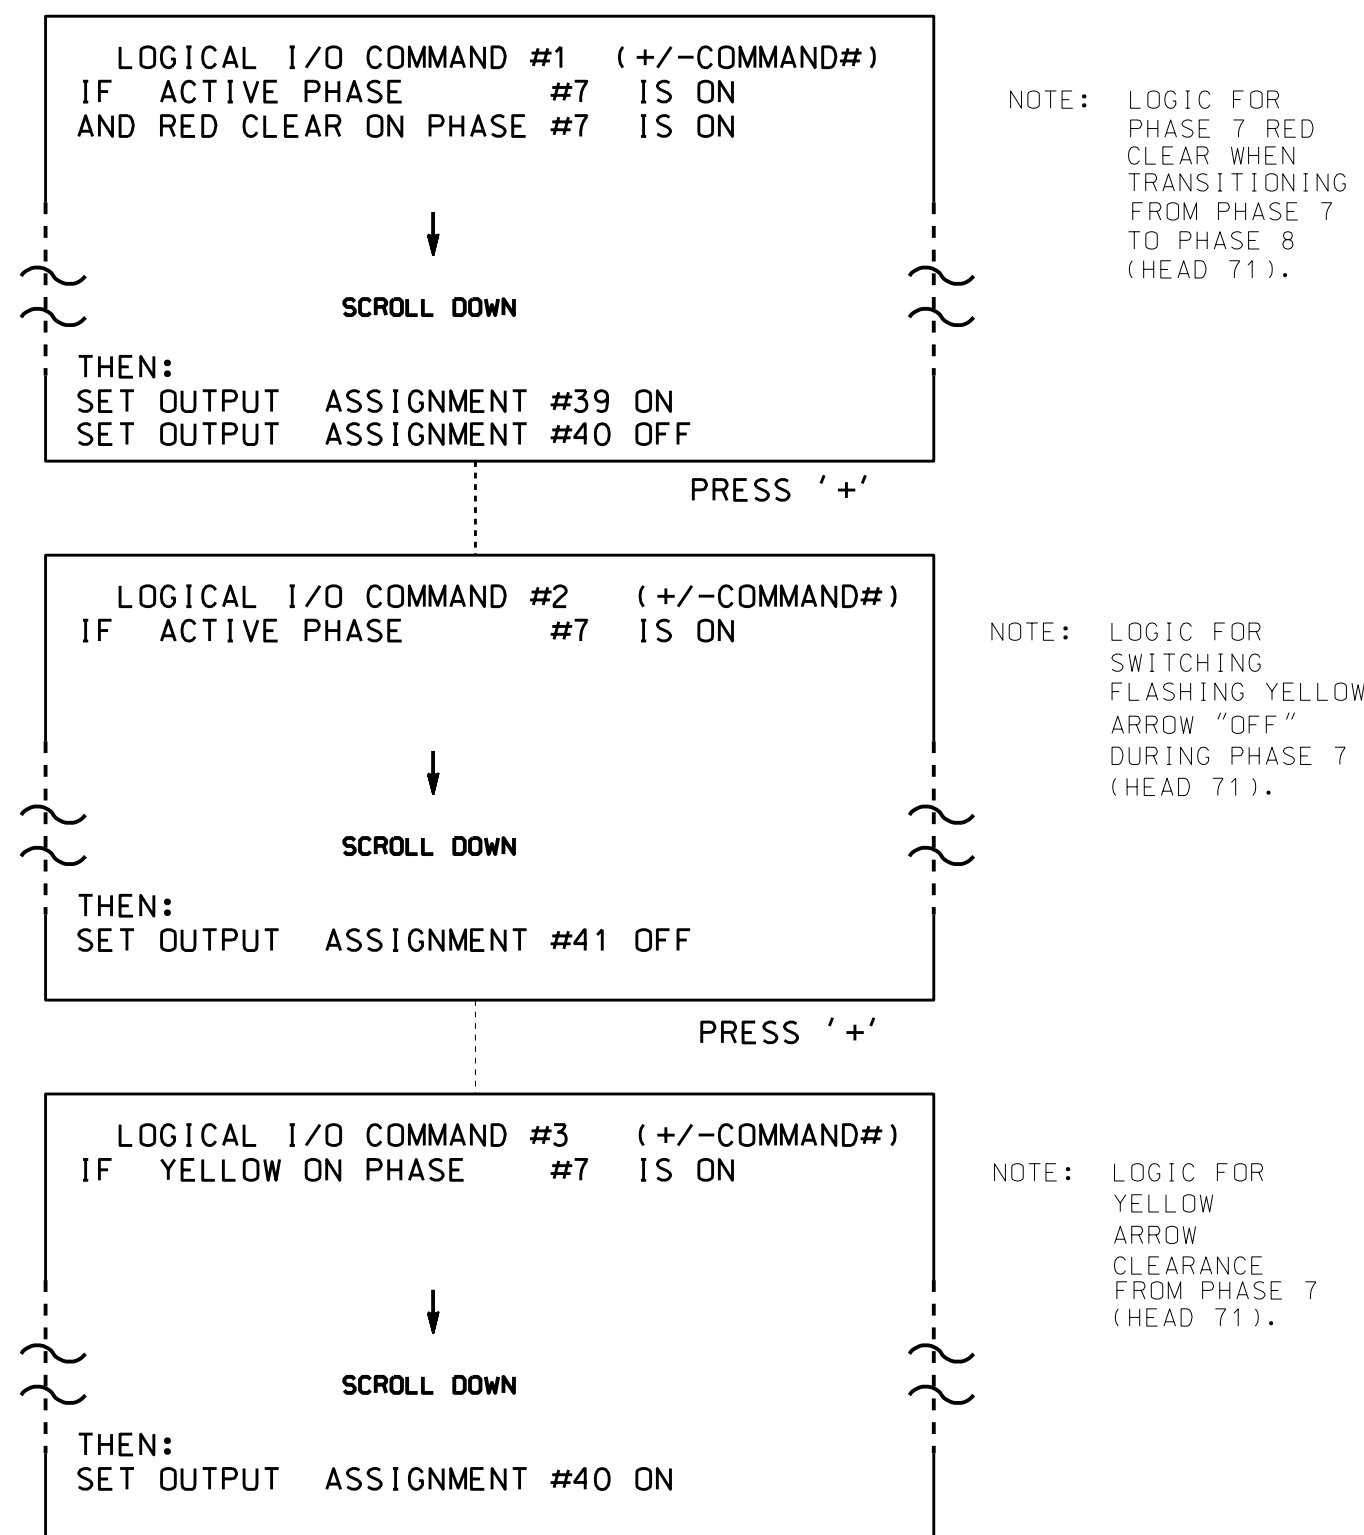 LOGICAL I/O COMMAND #1 (+/-COMMAND#)
IF ACTIVE PHASE #7 IS ON
AND RED CLEAR ON PHASE #7 IS ON
SCROLL DOWN
THEN:
SET OUTPUT ASSIGNMENT #39 ON
SET OUTPUT ASSIGNMENT #40 OFF
NOTE: LOGIC FOR
PHASE 7 RED
CLEAR WHEN
TRANSITIONING
FROM PHASE 7
TO PHASE 8
(HEAD 71).
PRESS '+'
LOGICAL I/O COMMAND #2 (+/-COMMAND#)
IF ACTIVE PHASE #7 IS ON
SCROLL DOWN
THEN:
SET OUTPUT ASSIGNMENT #41 OFF
NOTE: LOGIC FOR
SWITCHING
FLASHING YELLOW
ARROW "OFF"
DURING PHASE 7
(HEAD 71).
PRESS '+'
LOGICAL I/O COMMAND #3 (+/-COMMAND#)
IF YELLOW ON PHASE #7 IS ON
SCROLL DOWN
THEN:
SET OUTPUT ASSIGNMENT #40 ON
NOTE: LOGIC FOR
YELLOW
ARROW
CLEARANCE
FROM PHASE 7
(HEAD 71).